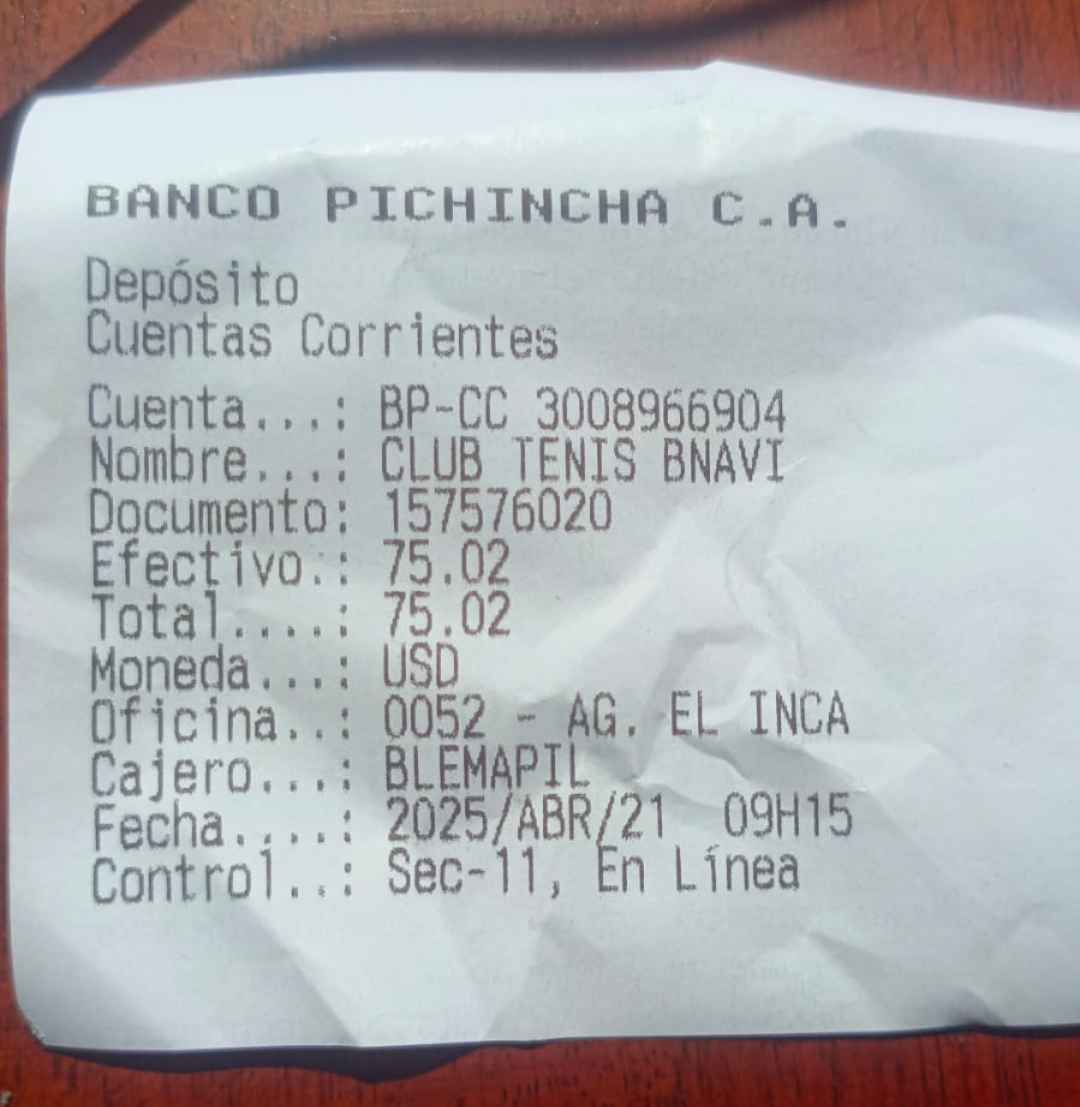 BANCO PICHINCHA C.A.
Depósito
Cuentas Corrientes
Cuenta...: BP-CC 3008966904
Nombre...: CLUB TENIS BNAVI
Documento: 157576020
Efectivo.: 75.02
Total....: 75.02
Moneda...: USD
Oficina..: 0052 - AG. EL INCA
Cajero...: BLEMAPIL
Fecha....: 2025/ABR/21  09H15
Control..: Sec-11, En Línea